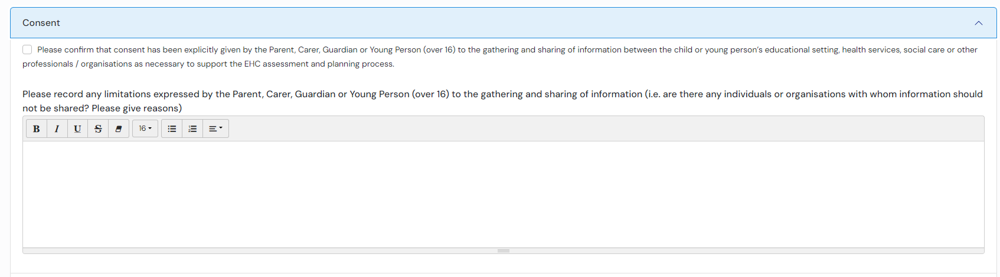 Consent
Please confirm that consent has been explicitly given by the Parent, Carer, Guardian or Young Person (over 16) to the gathering and sharing of information between the child or young person's educational setting, health services, social care or other
professionals / organisations as necessary to support the EHC assessment and planning process.
Please record any limitations expressed by the Parent, Carer, Guardian or Young Person (over 16) to the gathering and sharing of information (i.e. are there any individuals or organisations with whom information should
not be shared? Please give reasons)
B I U S 16